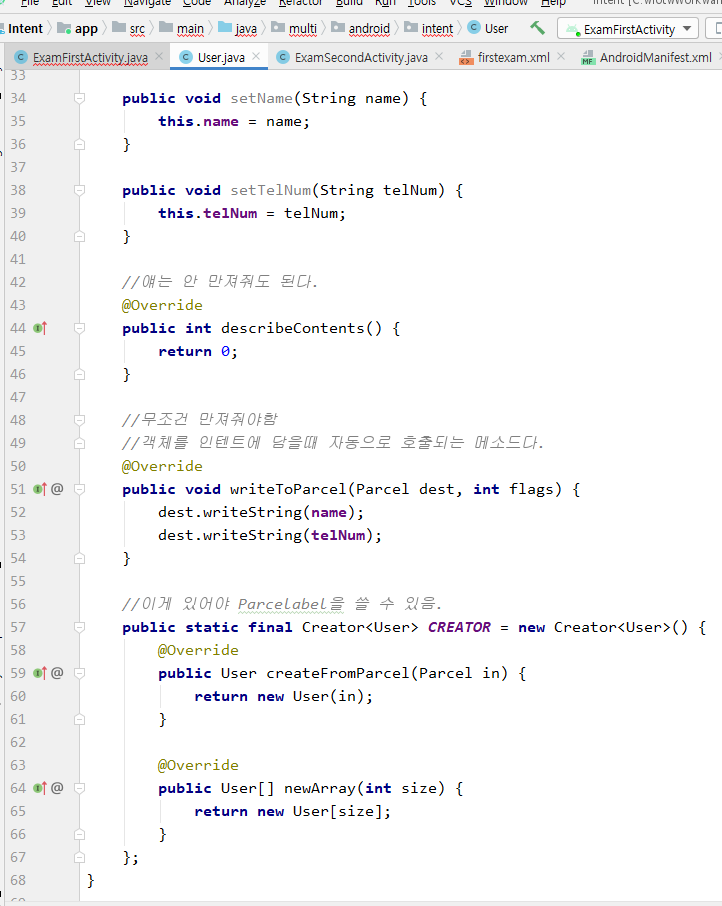 File Edit View Navigate Code Analyze Refactor Build Run Tools VCS Window Help
Intent app src main java multi android intent User ExamFirstActivity
ExamFirstActivity.java User.java ExamSecondActivity.java firstexam.xml AndroidManifest.xml
33
34 public void setName(String name) {
35 this.name = name;
36 }
37
38 public void setTelNum(String telNum) {
39 this.telNum = telNum;
40 }
41
42 //얘는 안 만져줘도 된다.
43 @Override
44 public int describeContents() {
45 return 0;
46 }
47
48 //무조건 만져줘야함
49 //객체를 인텐트에 담을때 자동으로 호출되는 메소드다.
50 @Override
51 @ public void writeToParcel(Parcel dest, int flags) {
52 dest.writeString(name);
53 dest.writeString(telNum);
54 }
55
56 //이게 있어야 Parcelabel을 쓸 수 있음.
57 public static final Creator<User> CREATOR = new Creator<User>() {
58 @Override
59 @ public User createFromParcel(Parcel in) {
60 return new User(in);
61 }
62
63 @Override
64 @ public User[] newArray(int size) {
65 return new User[size];
66 }
67 };
68 }